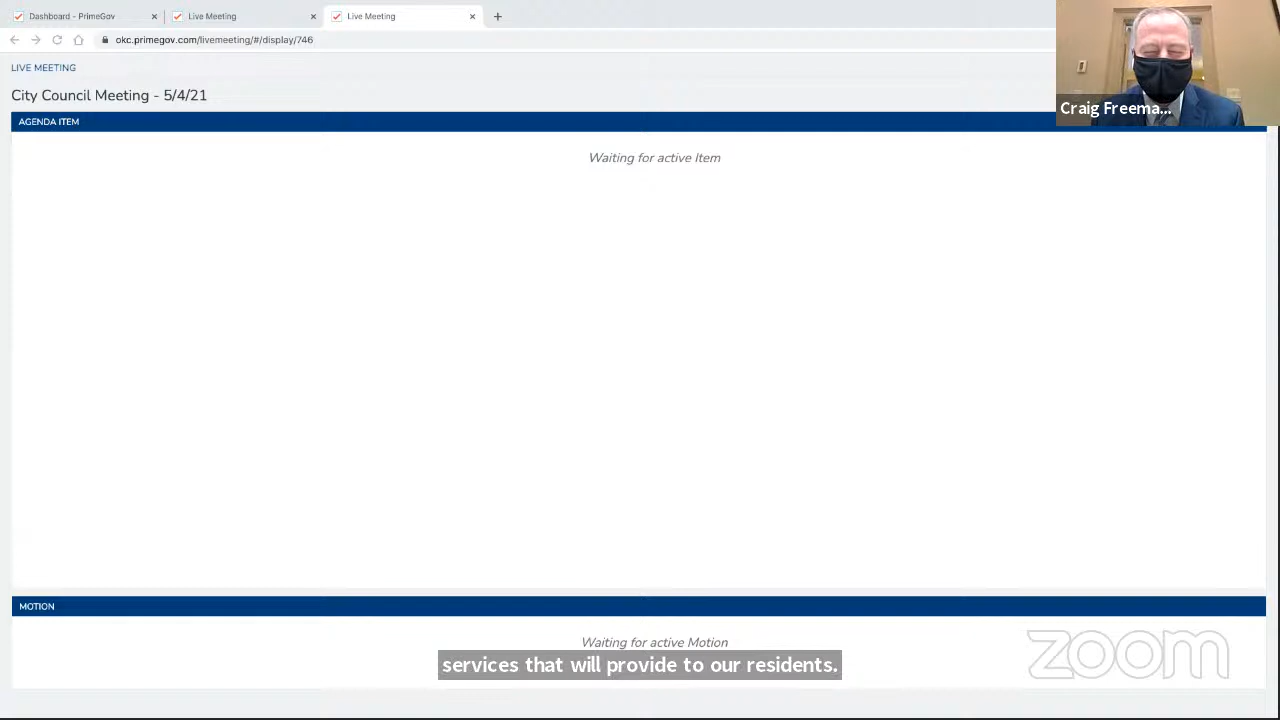 Dashboard - PrimeGov
Live Meeting
Live Meeting
okc.primegov.com/livemeeting/#/display/746
LIVE MEETING
City Council Meeting - 5/4/21
AGENDA ITEM
Craig Freema...
Waiting for active Item
MOTION
Waiting for active Motion
services that will provide to our residents.
zoom